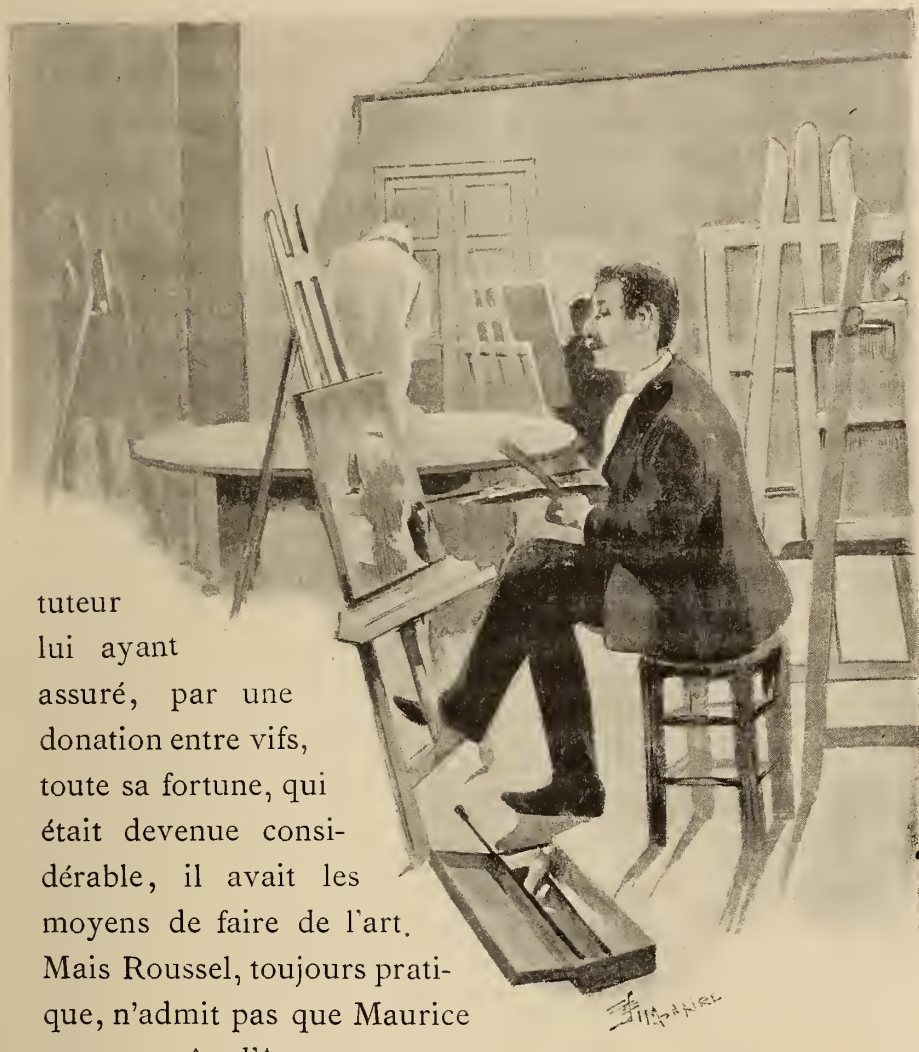 tuteur
lui ayant
assuré, par une
donation entre vifs,
toute sa fortune, qui
était devenue consi-
dérable, il avait les
moyens de faire de l'art.
Mais Roussel, toujours prati-
que, n'admit pas que Maurice